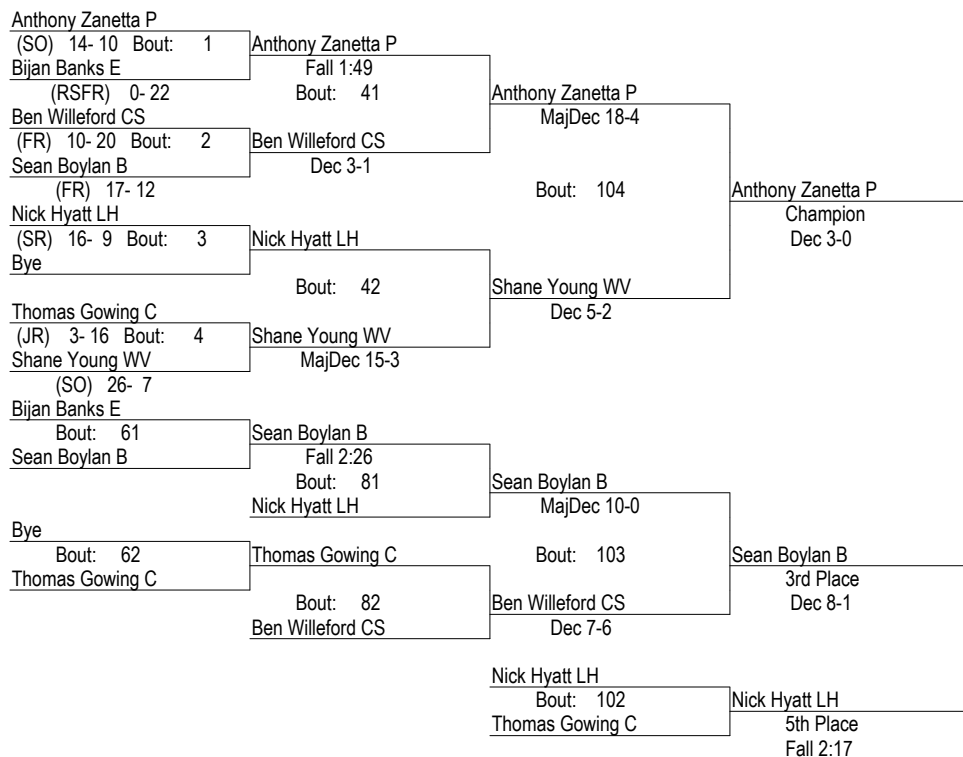 Anthony Zanetta P
(SO) 14- 10 Bout: 1
Bijan Banks E
(RSFR) 0- 22
Ben Willeford CS
(FR) 10- 20 Bout: 2
Sean Boylan B
(FR) 17- 12
Nick Hyatt LH
(SR) 16- 9 Bout: 3
Bye
Thomas Gowing C
(JR) 3- 16 Bout: 4
Shane Young WV
(SO) 26- 7
Bijan Banks E
Bout: 61
Sean Boylan B
Bye
Bout: 62
Thomas Gowing C
Anthony Zanetta P
Fall 1:49
Bout: 41
Ben Willeford CS
Dec 3-1
Nick Hyatt LH
Bout: 42
Shane Young WV
MajDec 15-3
Sean Boylan B
Fall 2:26
Bout: 81
Nick Hyatt LH
Thomas Gowing C
Bout: 82
Ben Willeford CS
Anthony Zanetta P
MajDec 18-4
Bout: 104
Shane Young WV
Dec 5-2
Sean Boylan B
MajDec 10-0
Bout: 103
Ben Willeford CS
Dec 7-6
Nick Hyatt LH
Bout: 102
Thomas Gowing C
Anthony Zanetta P
Champion
Dec 3-0
Sean Boylan B
3rd Place
Dec 8-1
Nick Hyatt LH
5th Place
Fall 2:17